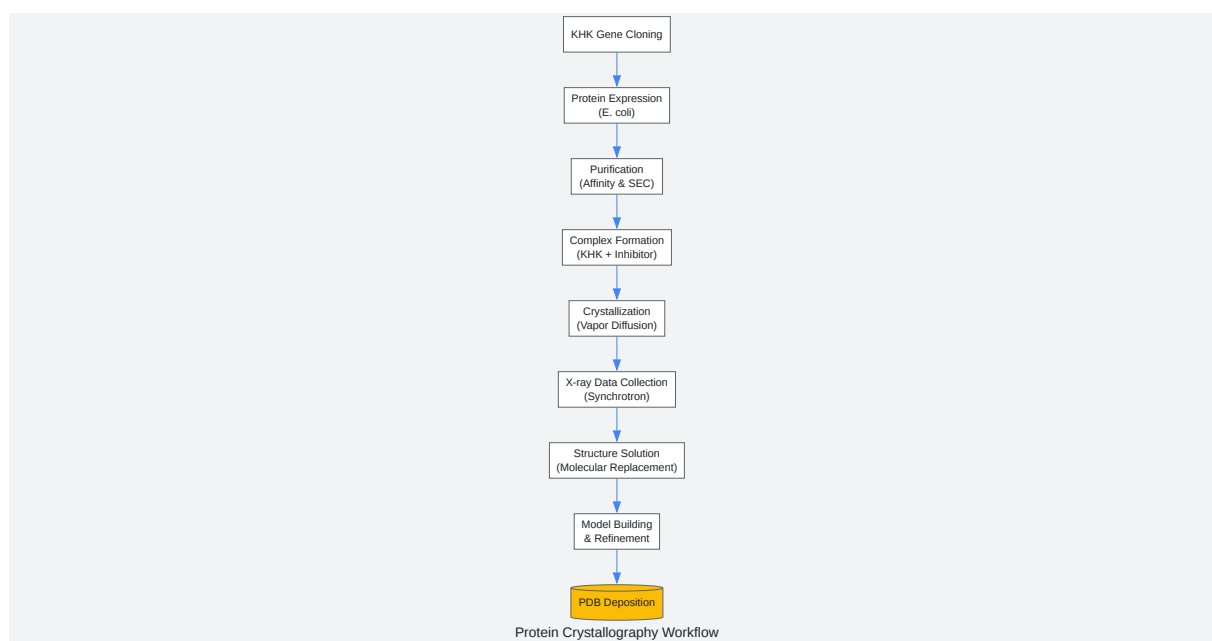 KHK Gene Cloning
Protein Expression
(E. coli)
Purification
(Affinity & SEC)
Complex Formation
(KHK + Inhibitor)
Crystallization
(Vapor Diffusion)
X-ray Data Collection
(Synchrotron)
Structure Solution
(Molecular Replacement)
Model Building
& Refinement
PDB Deposition
Protein Crystallography Workflow